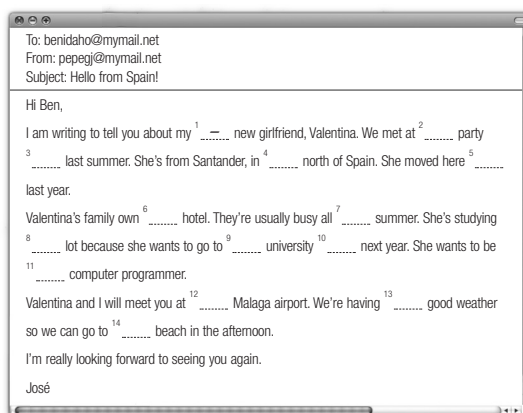 To: benidaho@mymail.net
From: pepegj@mymail.net
Subject: Hello from Spain!
Hi Ben,
I am writing to tell you about my 1 – new girlfriend, Valentina. We met at 2 ........ party
3 ........ last summer. She's from Santander, in 4 ........ north of Spain. She moved here 5 ........
last year.
Valentina's family own 6 ........ hotel. They're usually busy all 7 ........ summer. She's studying
8 ........ lot because she wants to go to 9 ........ university 10 ........ next year. She wants to be
11 ........ computer programmer.
Valentina and I will meet you at 12 ........ Malaga airport. We're having 13 ........ good weather
so we can go to 14 ........ beach in the afternoon.
I'm really looking forward to seeing you again.
José